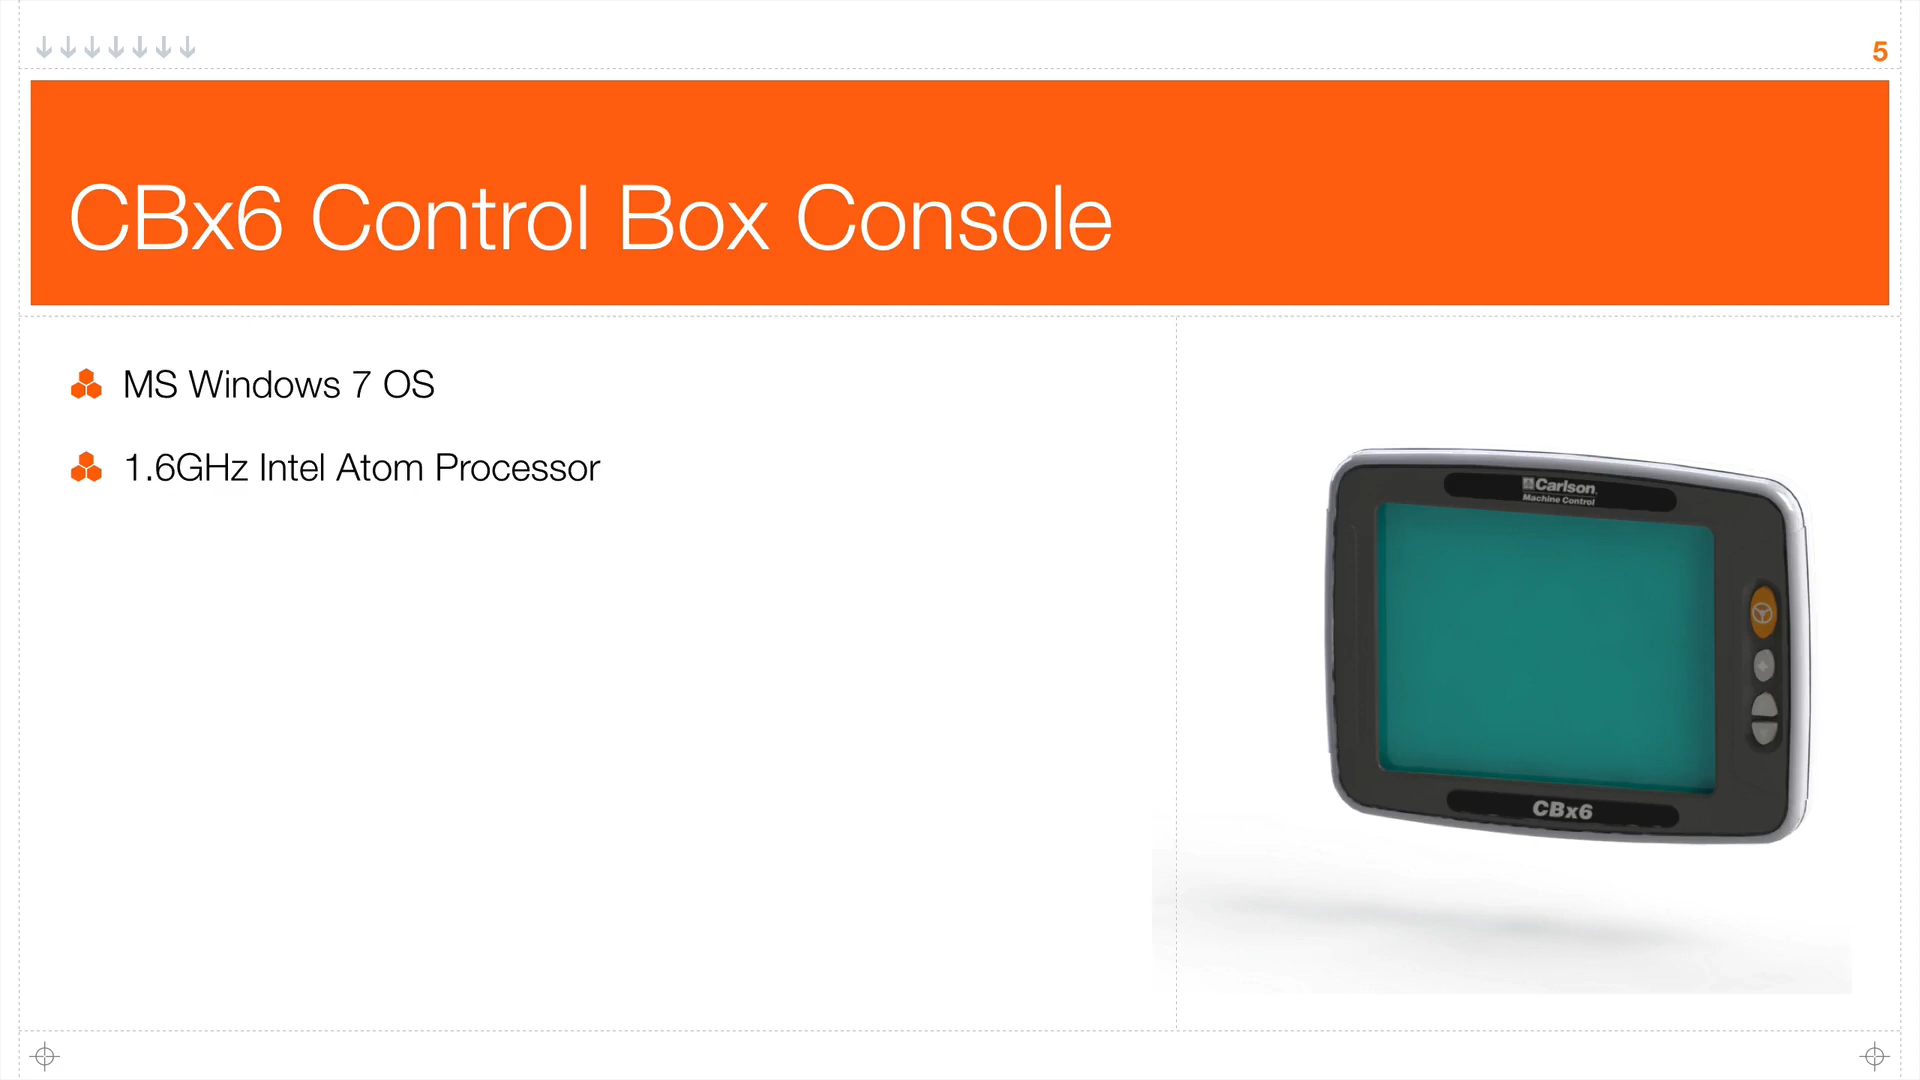 5
CBx6 Control Box Console
MS Windows 7 OS
1.6GHz Intel Atom Processor
Carlson
Machine Control
CBx6